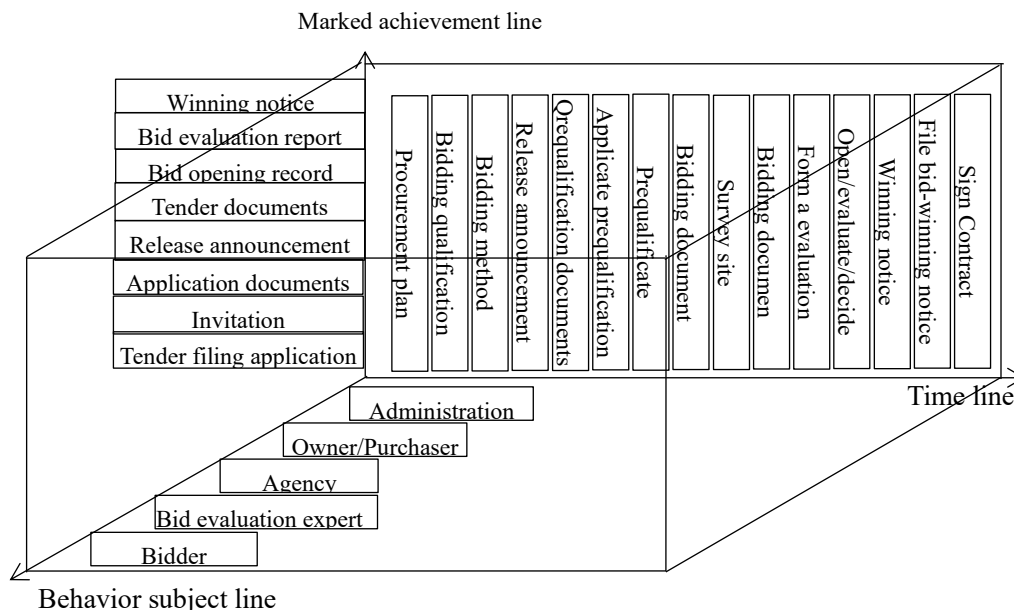 Marked achievement line
Winning notice
Bid evaluation report
Bid opening record
Tender documents
Release announcement
Application documents
Invitation
Tender filing application
Procurement plan
Bidding qualification
Bidding method
Release announcement
Qrequalification documents
Applicate prequalification
Prequalificate
Bidding document
Survey site
Bidding documen
Form a evaluation
Open/evaluate/decide
Winning notice
File bid-winning notice
Sign Contract
Time line
Administration
Owner/Purchaser
Agency
Bid evaluation expert
Bidder
Behavior subject line